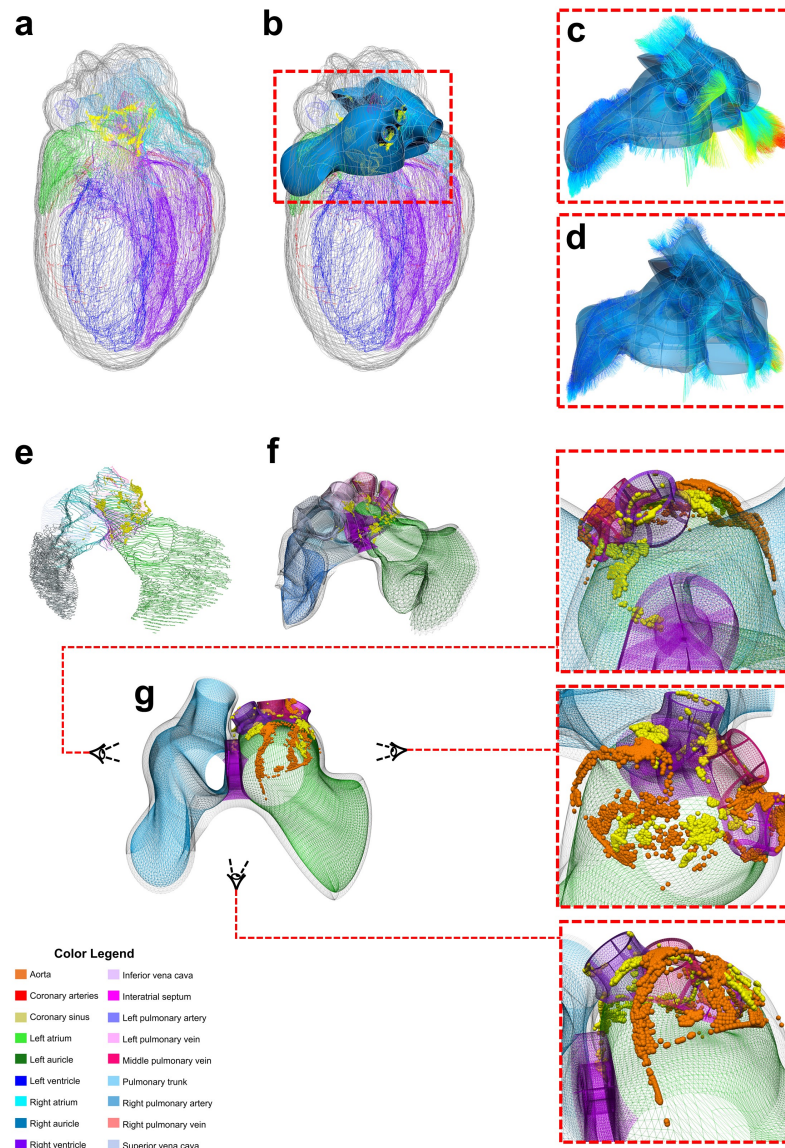 a
b
c
d
e
f
g
Color Legend
Aorta
Coronary arteries
Coronary sinus
Left atrium
Left auricle
Left ventricle
Right atrium
Right auricle
Right ventricle
Inferior vena cava
Interatrial septum
Left pulmonary artery
Left pulmonary vein
Middle pulmonary vein
Pulmonary trunk
Right pulmonary artery
Right pulmonary vein
Superior vena cava